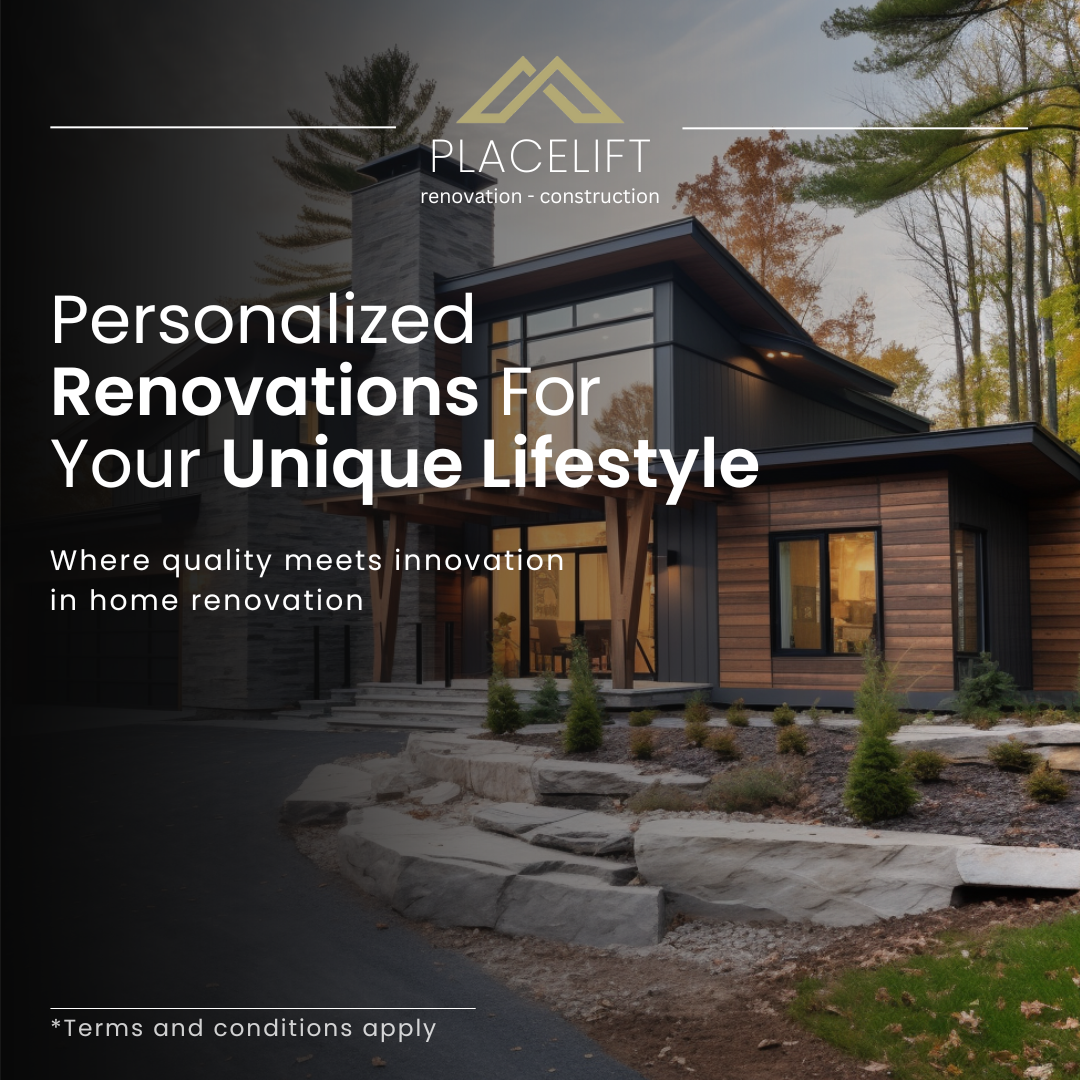 PLACELIFT
renovation - construction
Personalized
Renovations For
Your Unique Lifestyle
Where quality meets innovation
in home renovation
*Terms and conditions apply